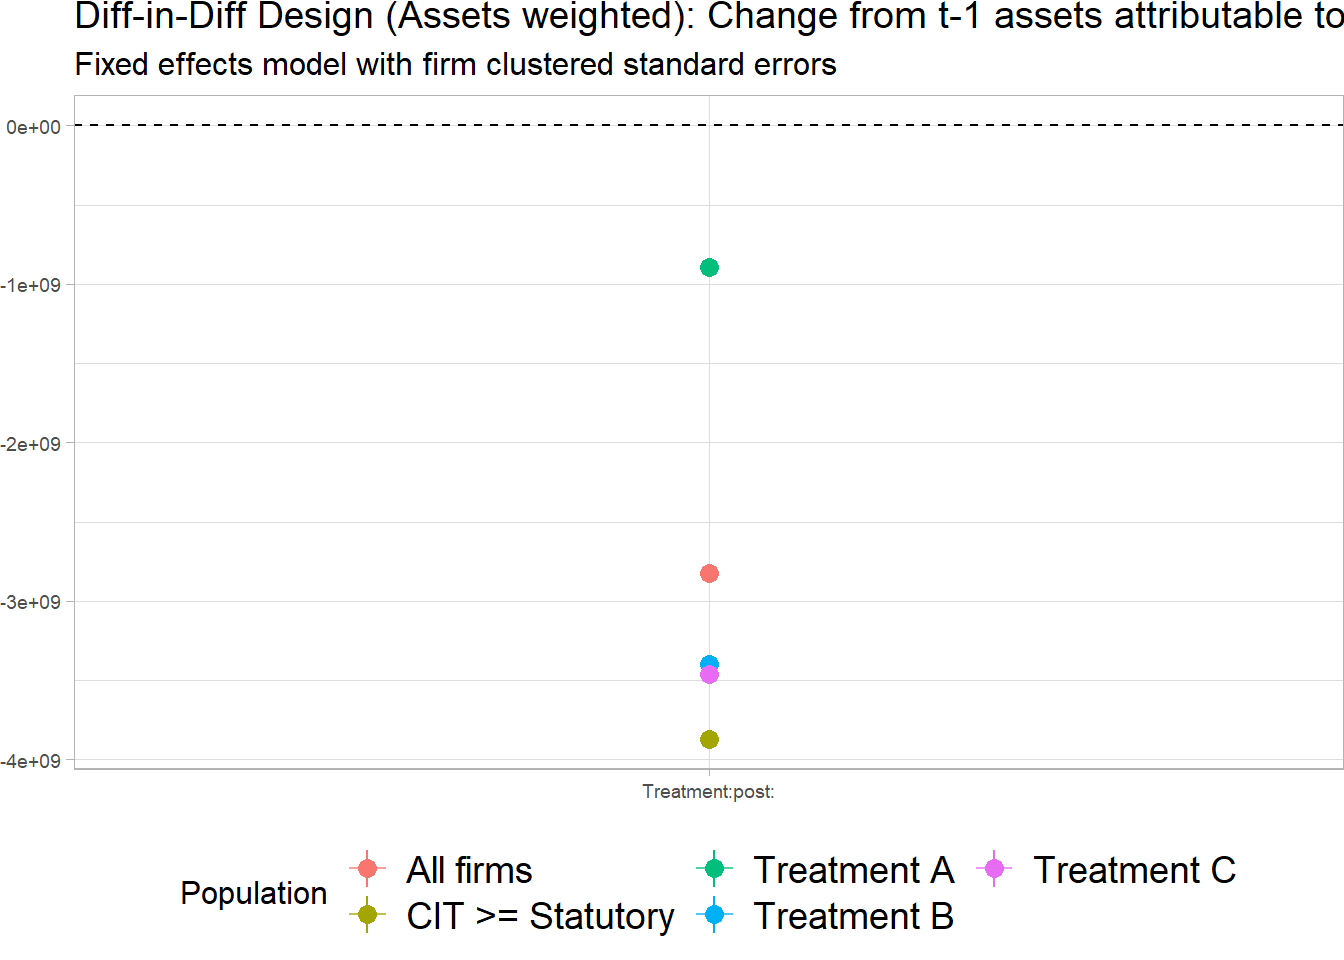 Diff-in-Diff Design (Assets weighted): Change from t-1 assets attributable to
Fixed effects model with firm clustered standard errors
0e+00
-1e+09
-2e+09
-3e+09
-4e+09
Treatment:post:
Population
All firms
CIT >= Statutory
Treatment A
Treatment B
Treatment C